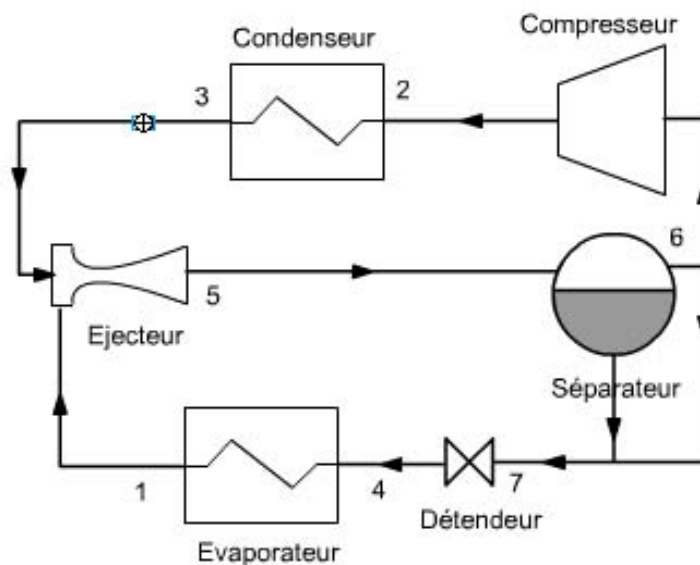 Compresseur
Condenseur
3
2
6
5
Ejecteur
Séparateur
1
4
7
Détendeur
Evaporateur